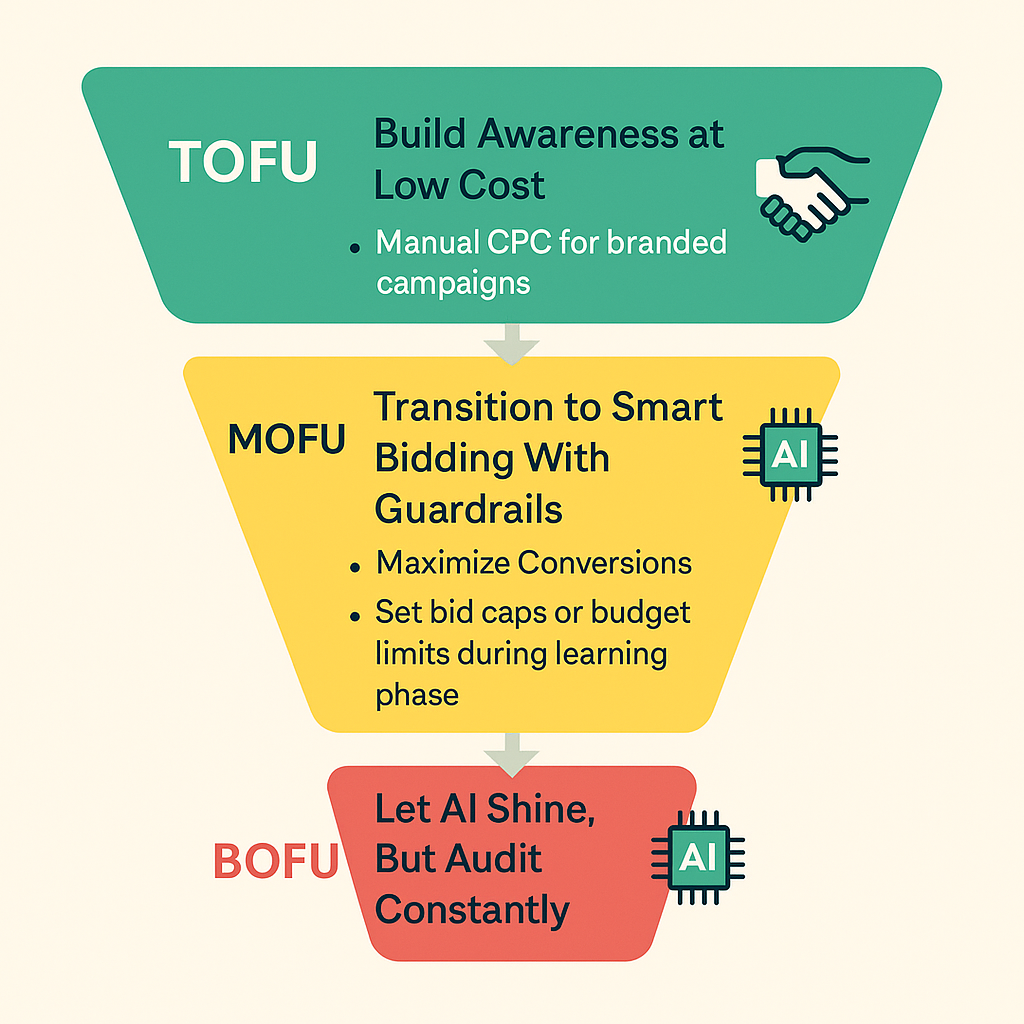 TOFU
Build Awareness at
Low Cost
• Manual CPC for branded
campaigns
MOFU
Transition to Smart
Bidding With
Guardrails
• Maximize Conversions
• Set bid caps or budget
limits during learning
phase
AI
BOFU
Let AI Shine,
But Audit
Constantly
AI